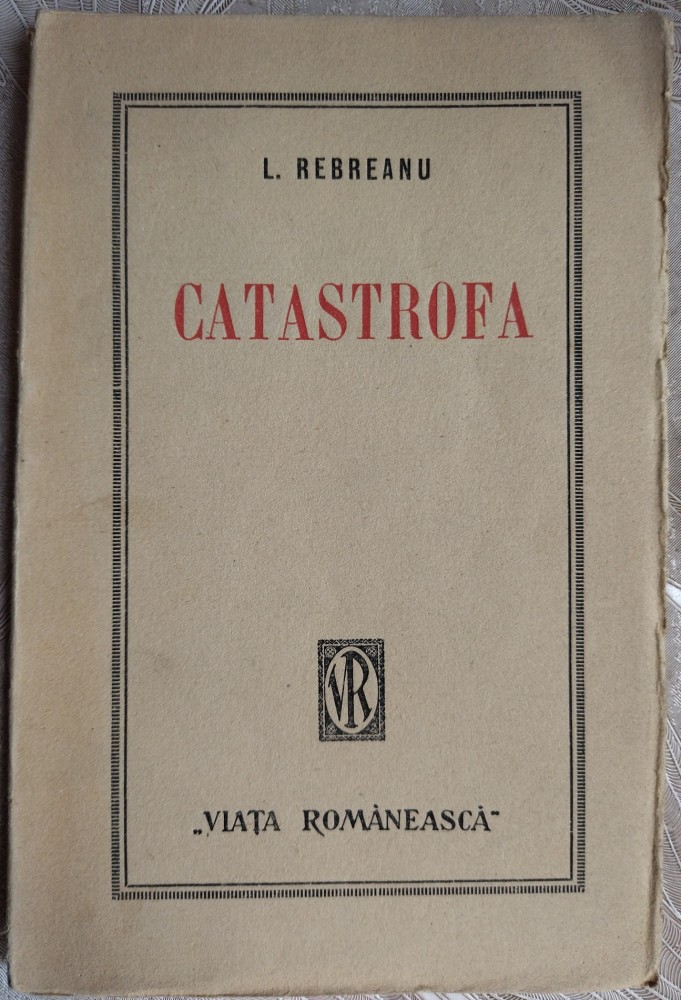 L. REBREANU
CATASTROFA
VR
„VIAȚA ROMÂNEASCĂ"